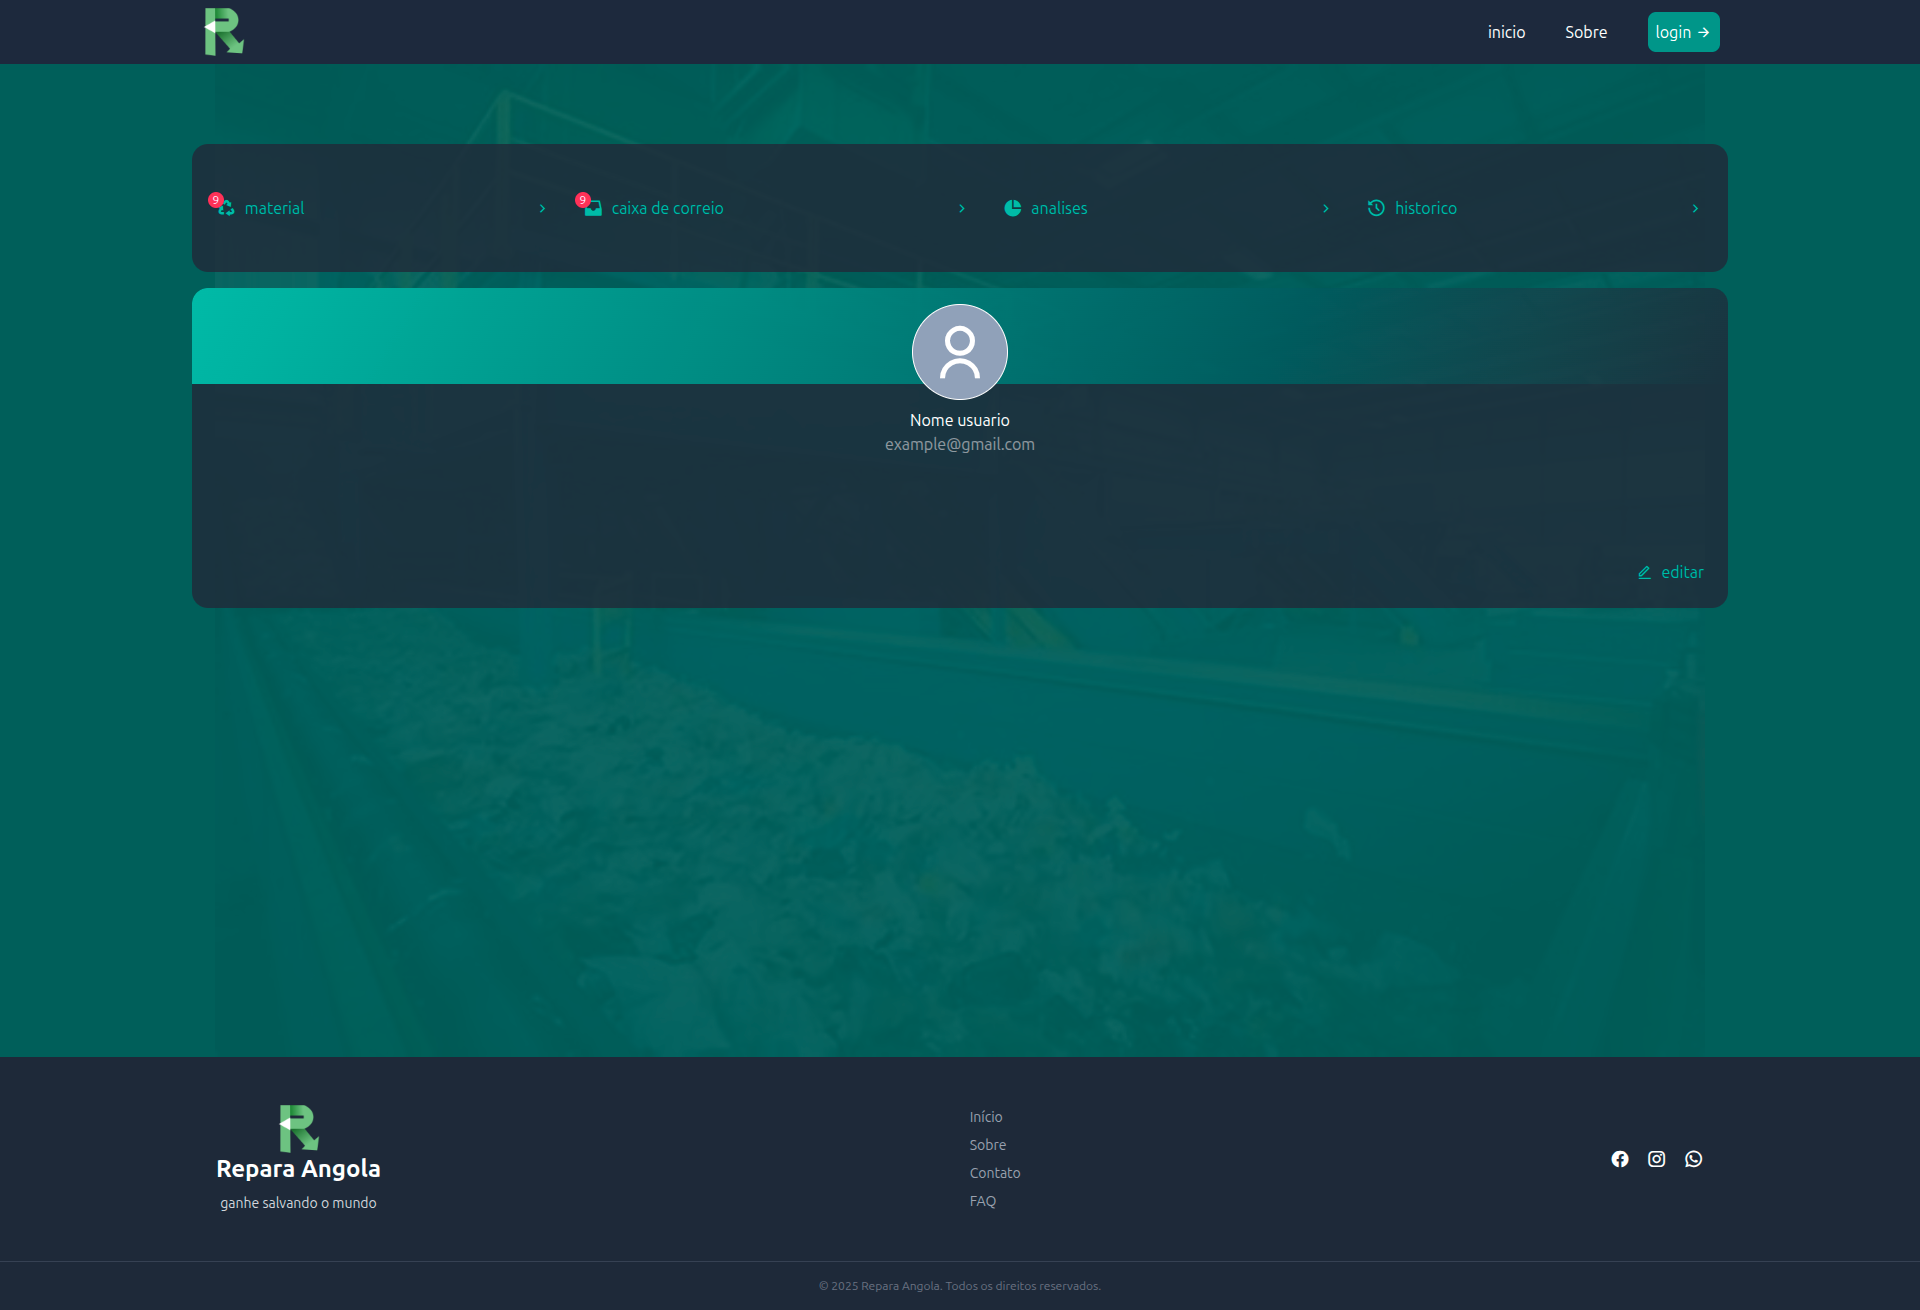 inicio
Sobre
login
9
material
9
caixa de correio
analises
historico
Nome usuario
example@gmail.com
editar
Repara Angola
ganhe salvando o mundo
Início
Sobre
Contato
FAQ
© 2025 Repara Angola. Todos os direitos reservados.